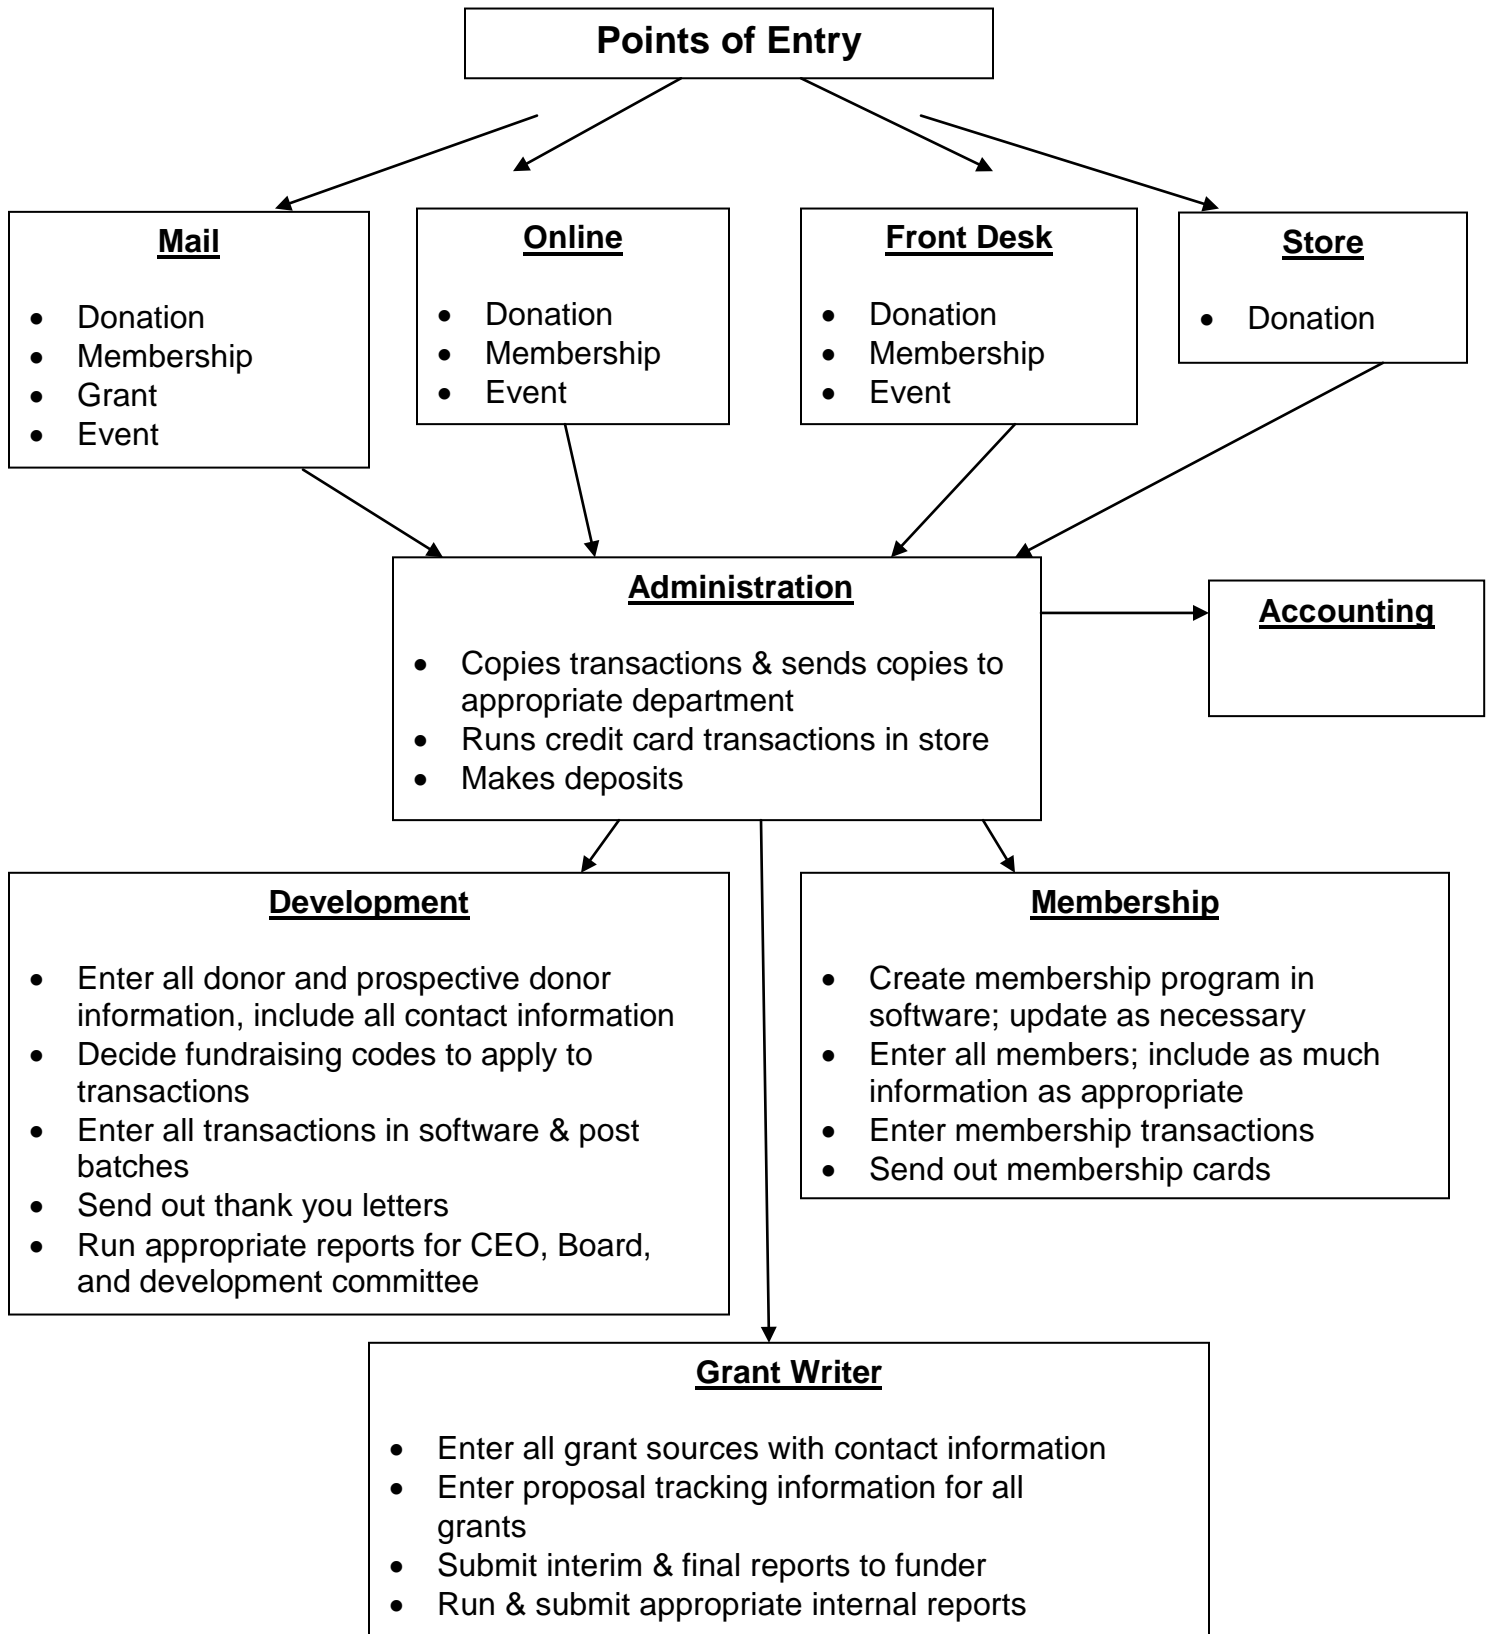 Points of Entry
Mail
• Donation
• Membership
• Grant
• Event
Online
• Donation
• Membership
• Event
Front Desk
• Donation
• Membership
• Event
Store
• Donation
Administration
• Copies transactions & sends copies to
appropriate department
• Runs credit card transactions in store
• Makes deposits
Accounting
Development
• Enter all donor and prospective donor
information, include all contact information
• Decide fundraising codes to apply to
transactions
• Enter all transactions in software & post
batches
• Send out thank you letters
• Run appropriate reports for CEO, Board,
and development committee
Membership
• Create membership program in
software; update as necessary
• Enter all members; include as much
information as appropriate
• Enter membership transactions
• Send out membership cards
Grant Writer
• Enter all grant sources with contact information
• Enter proposal tracking information for all
grants
• Submit interim & final reports to funder
• Run & submit appropriate internal reports